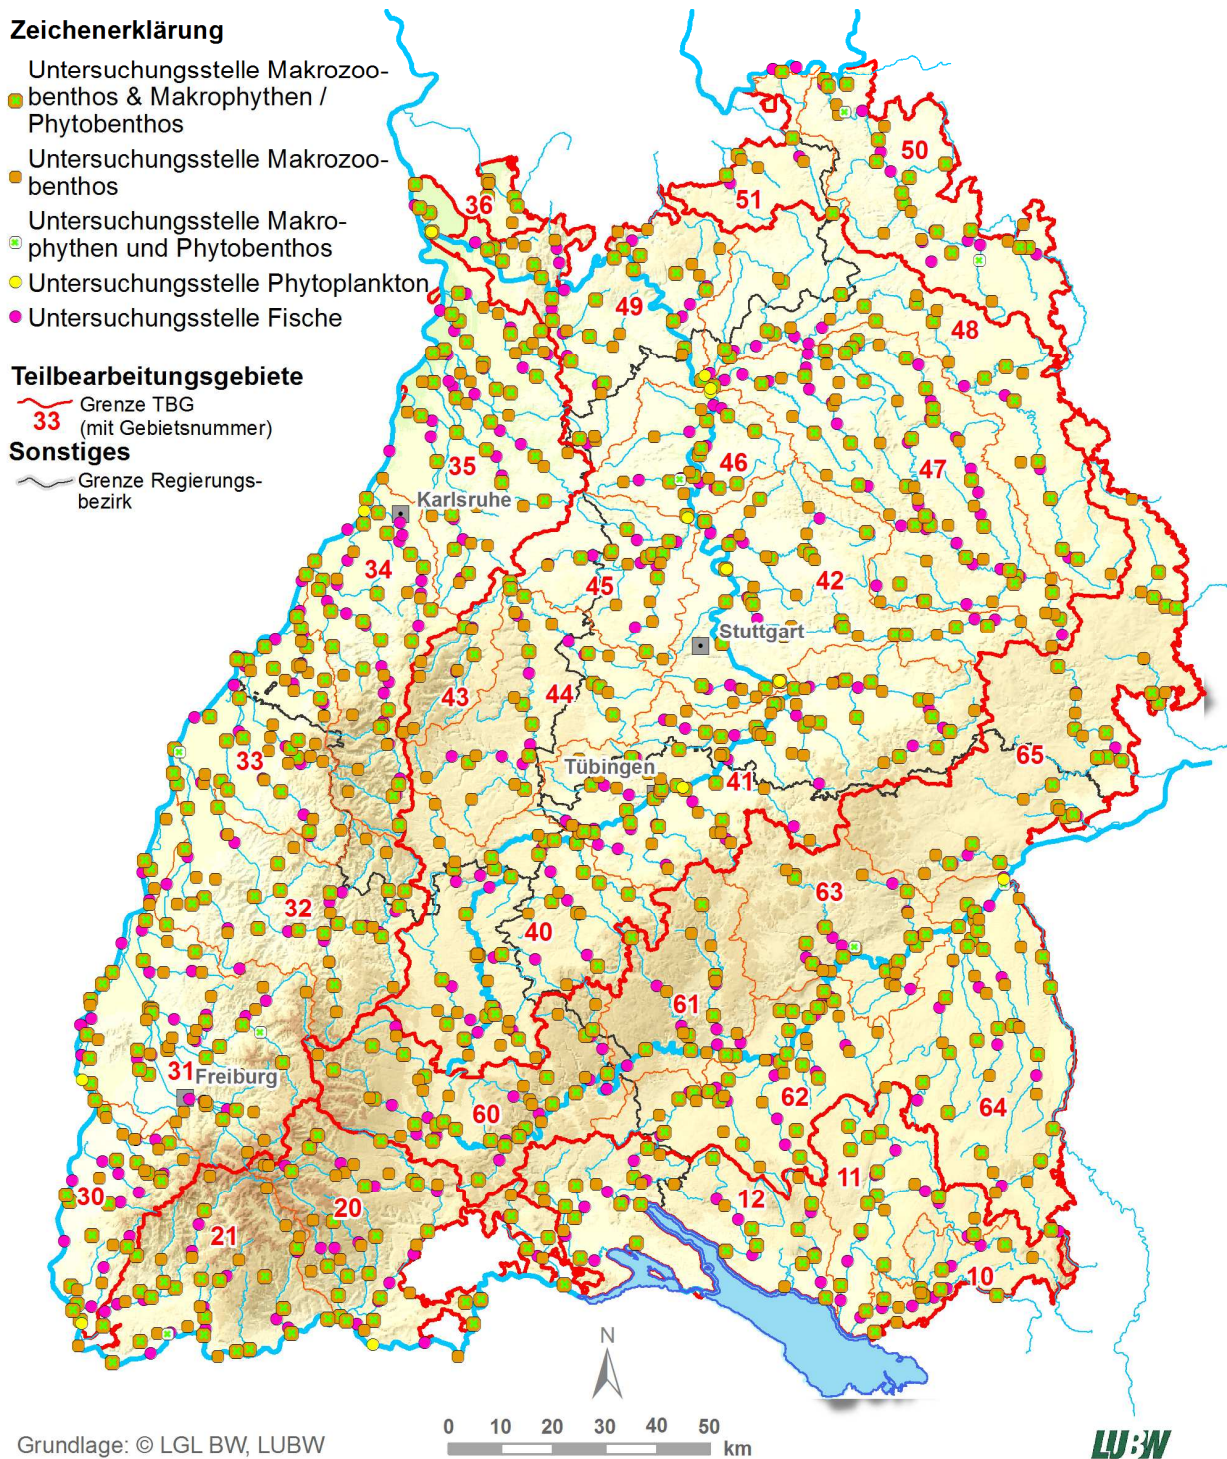 Zeichenerklärung
Untersuchungsstelle Makrozoo-
benthos & Makrophythen /
Phytobenthos
Untersuchungsstelle Makrozoo-
benthos
Untersuchungsstelle Makro-
phythen und Phytobenthos
Untersuchungsstelle Phytoplankton
Untersuchungsstelle Fische
Teilbearbeitungsgebiete
Grenze TBG
33 (mit Gebietsnummer)
Sonstiges
Grenze Regierungs-
bezirk
50
51
36
49
48
35
46
47
Karlsruhe
34
45
42
Stuttgart
43
44
33
Tübingen
41
65
32
40
63
61
31
Freiburg
60
62
64
30
21
20
12
11
10
N
0 10 20 30 40 50
km
Grundlage: © LGL BW, LUBW
LUBW